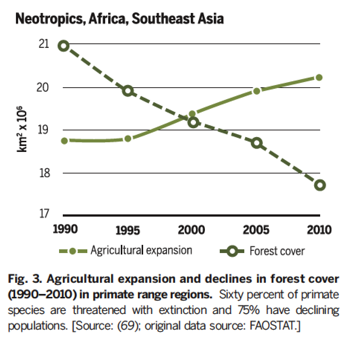 Neotropics, Africa, Southeast Asia
21
20
19
18
17
km² x 10⁶
1990 1995 2000 2005 2010
Agricultural expansion Forest cover
Fig. 3. Agricultural expansion and declines in forest cover
(1990–2010) in primate range regions. Sixty percent of primate
species are threatened with extinction and 75% have declining
populations. [Source: (69); original data source: FAOSTAT.]